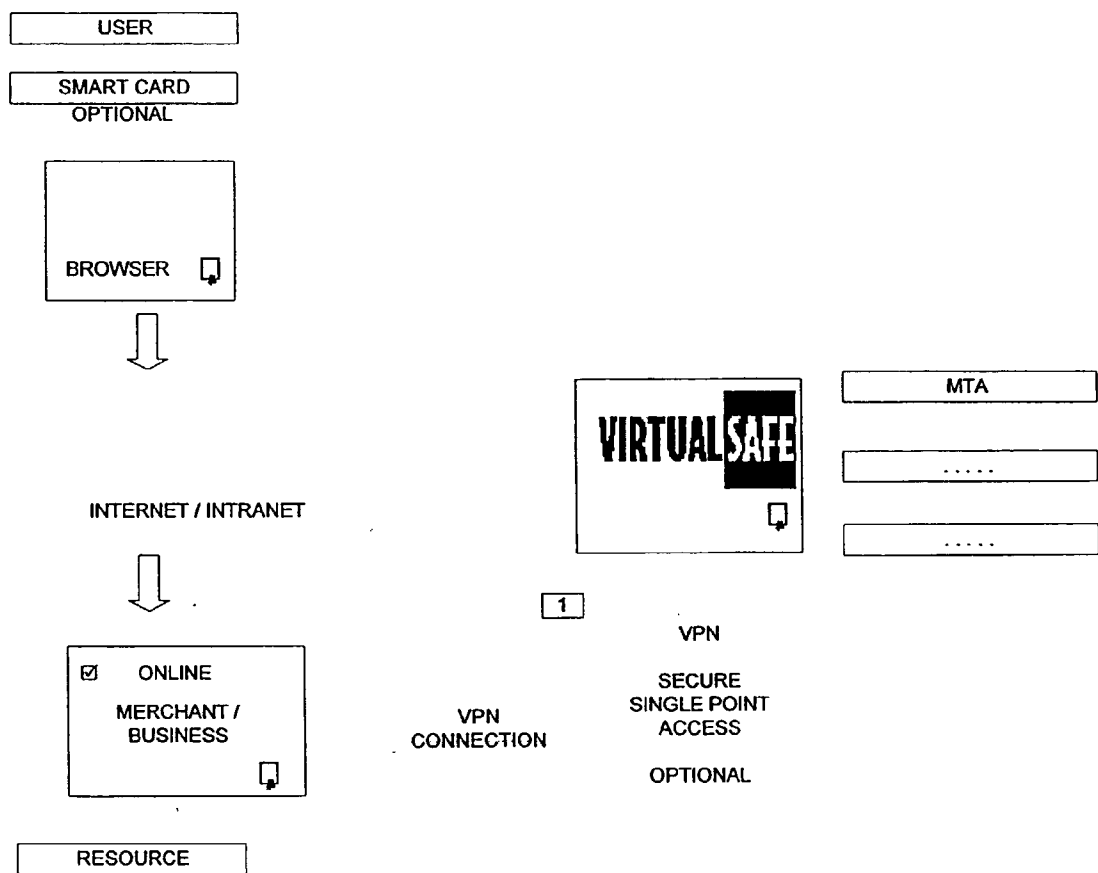 USER
SMART CARD
OPTIONAL
BROWSER
INTERNET / INTRANET
ONLINE
MERCHANT /
BUSINESS
RESOURCE
VPN
CONNECTION
VIRTUALSAFE
1
VPN
SECURE
SINGLE POINT
ACCESS
OPTIONAL
MTA
.....
.....